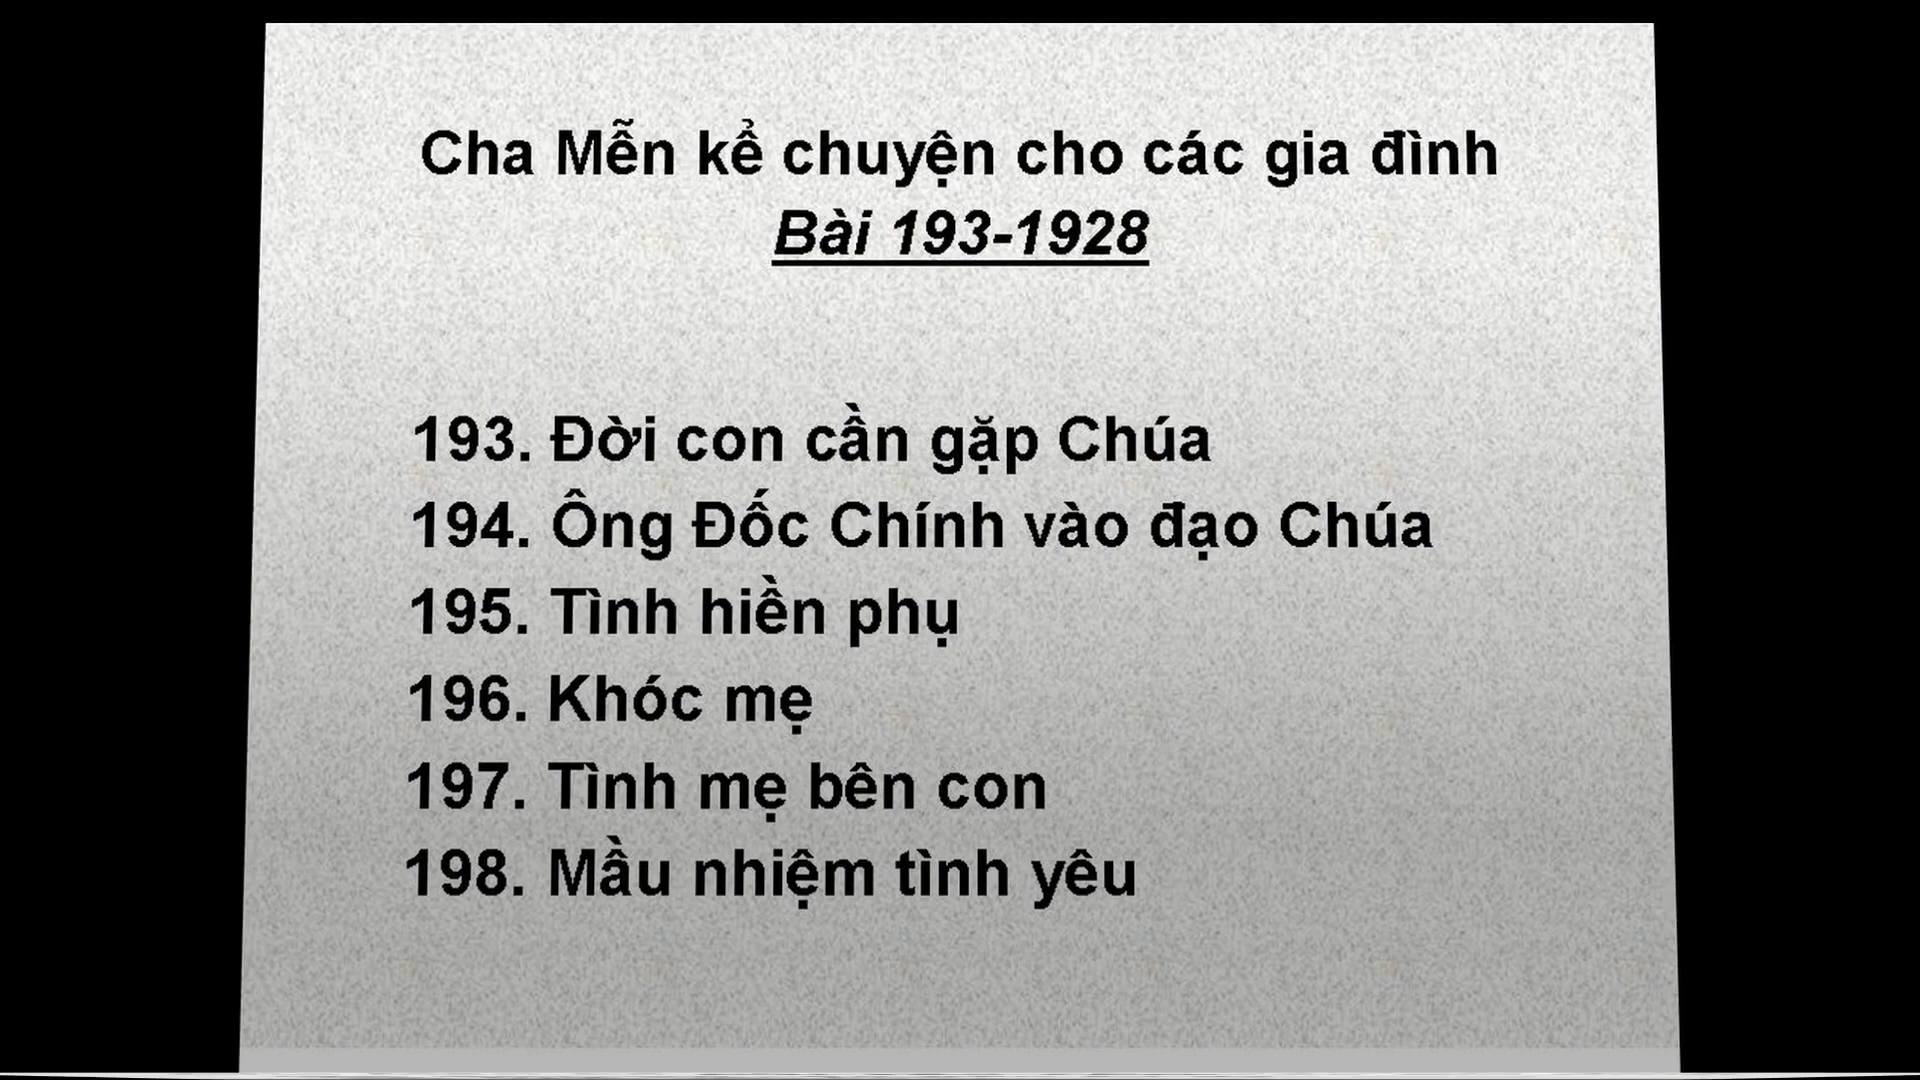 Cha Mễn kể chuyện cho các gia đình
Bài 193-1928
193. Đời con cần gặp Chúa
194. Ông Đốc Chính vào đạo Chúa
195. Tình hiền phụ
196. Khóc mẹ
197. Tình mẹ bên con
198. Mầu nhiệm tình yêu